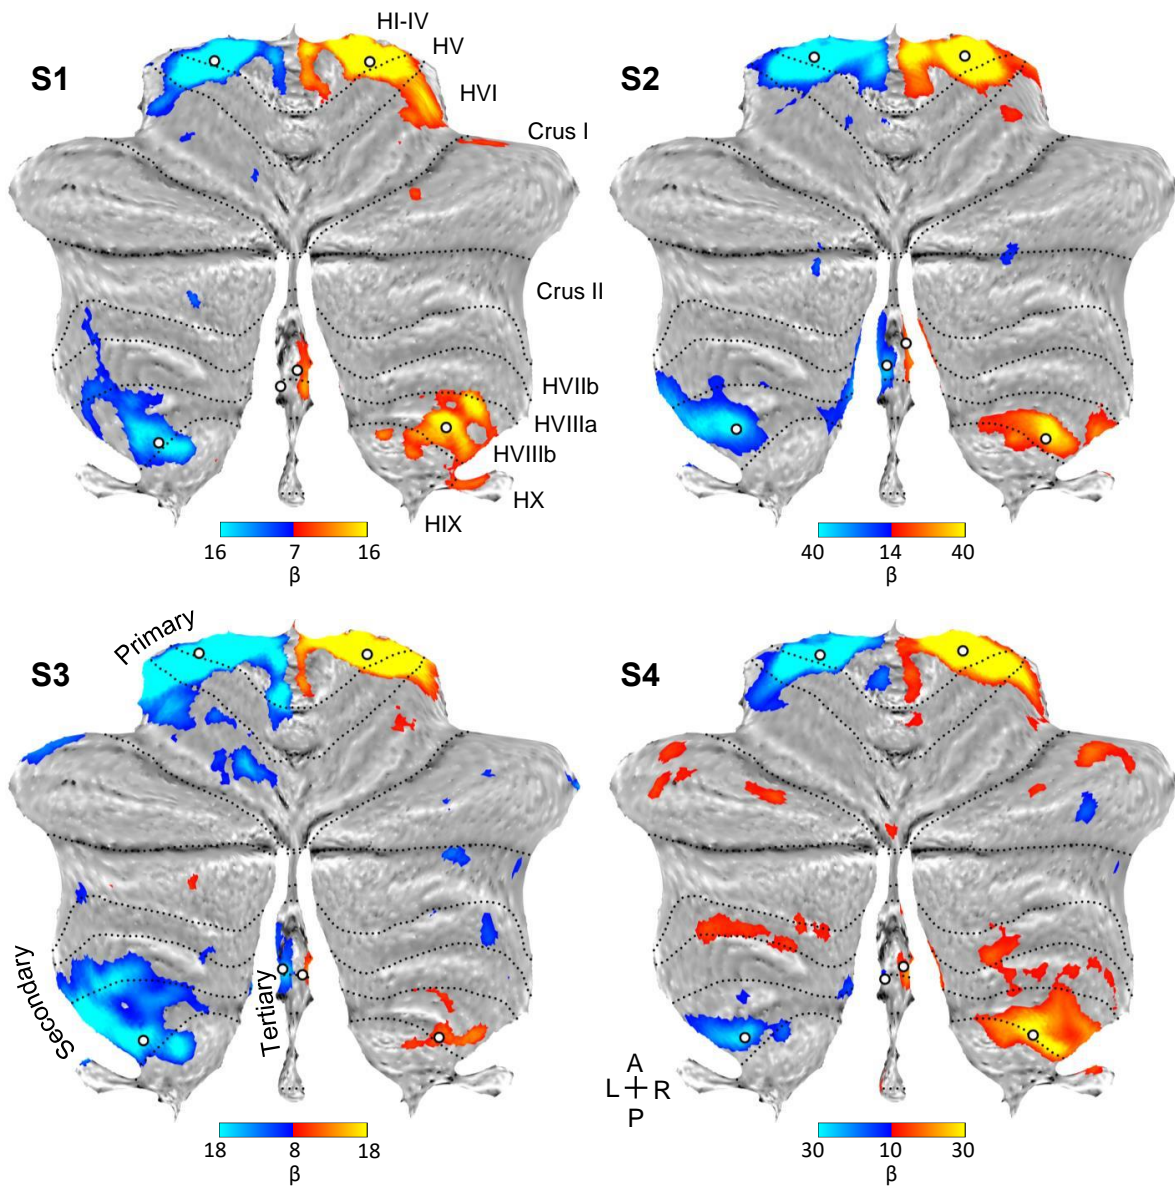 HI-IV
HV
S1
S2
HVI
Crus I
Crus II
HVIIb
HVIIIa
HVIIIb
HX
HIX
16 7 16
β
40 14 40
β
Primary
S3
S4
Secondary
Tertiary
A
L R
P
18 8 18
β
30 10 30
β